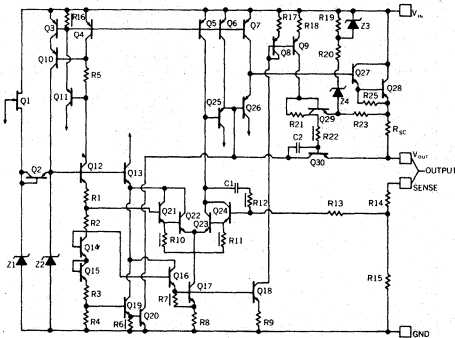 R16
R17
R19
Z3
VIN
Q3
Q4
Q5
Q6
Q7
R18
Q8
Q9
R20
Q10
R5
Q27
Q28
Z4
R25
Q1
Q11
Q25
Q26
Q29
R21
R22
R23
RSC
C2
Q30
VOUT
OUTPUT
SENSE
Q2
Q12
Q13
R1
C1
R12
R13
R14
R2
Q21
Q22
Q23
Q24
R10
R11
Z1
Z2
Q14
Q15
Q16
Q17
Q18
R15
R3
R7
Q19
Q20
R4
R6
R8
R9
GND